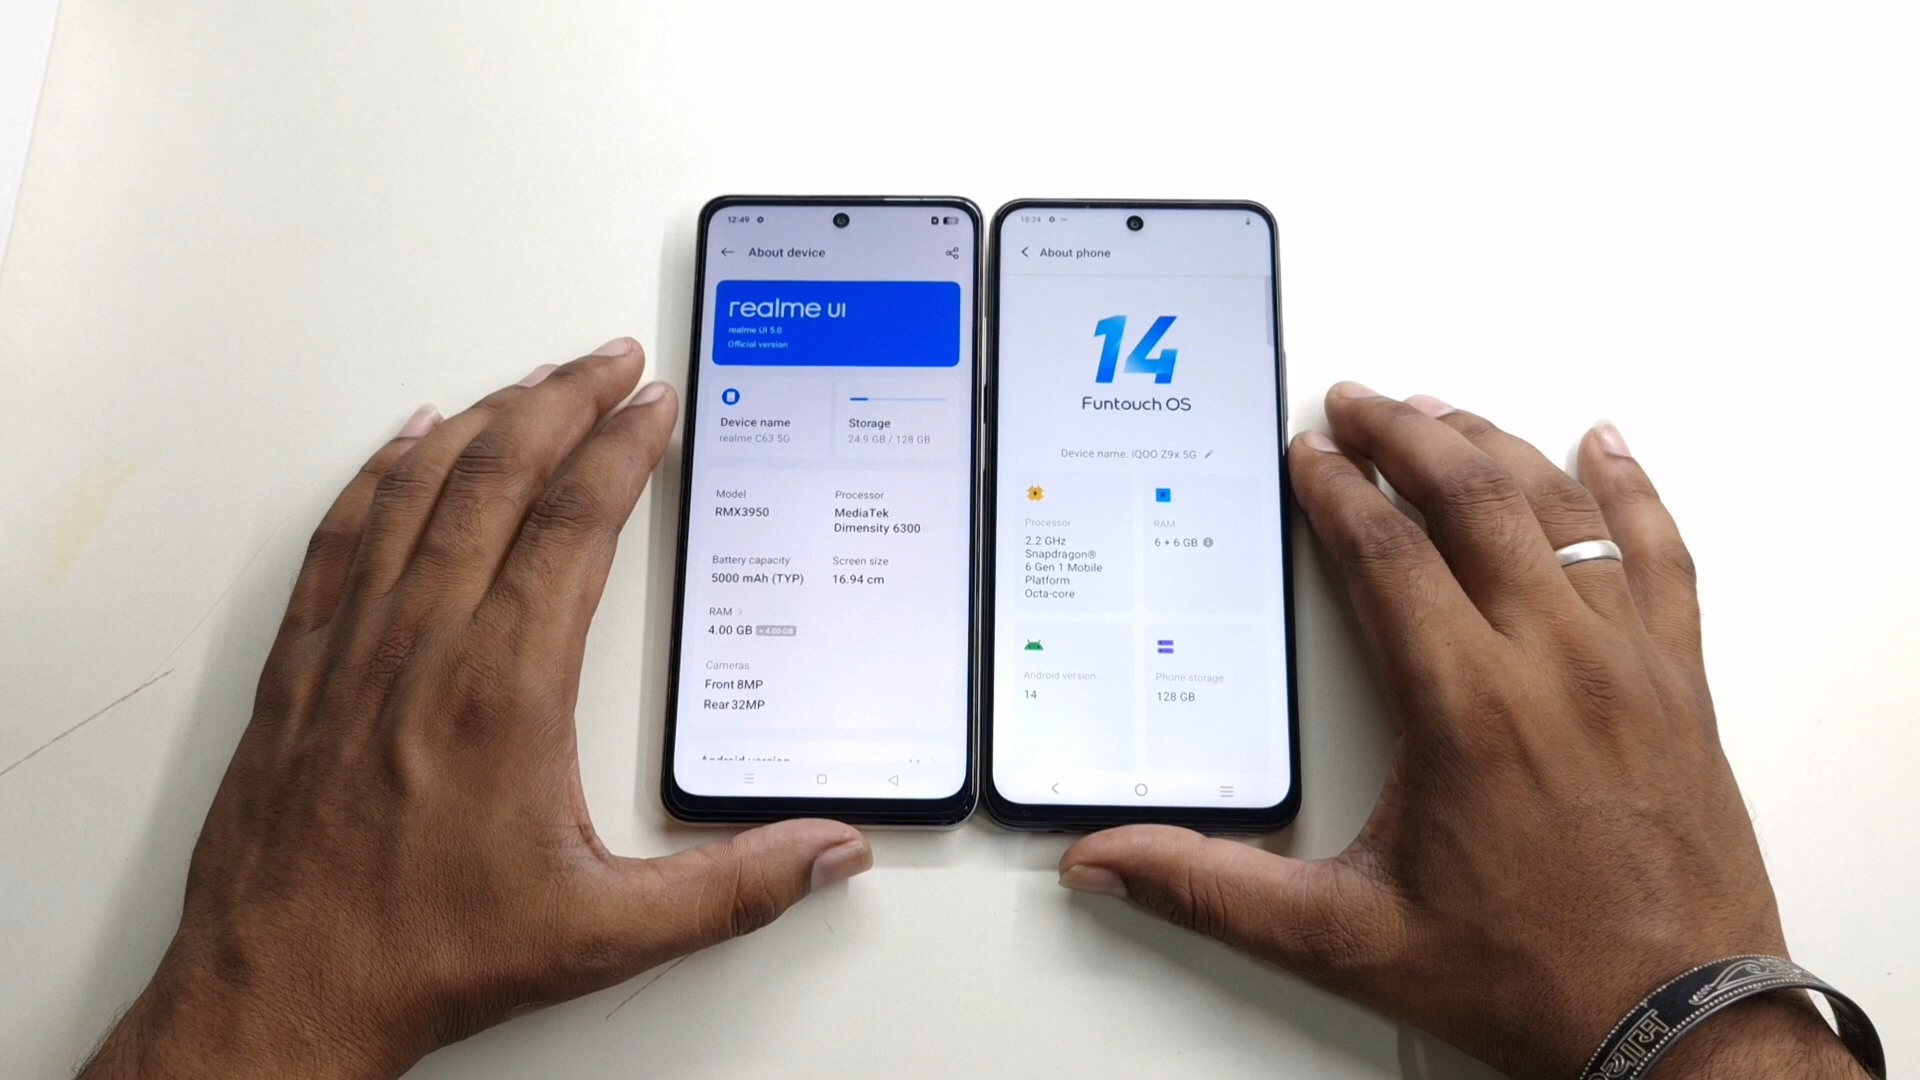 12:49
About device
realme UI
realme UI 5.0
Official version
Device name
realme C63 5G
Storage
24.9 GB / 128 GB
Model
RMX3950
Processor
MediaTek
Dimensity 6300
Battery capacity
5000 mAh (TYP)
Screen size
16.94 cm
RAM
4.00 GB + 4.00 GB
Cameras
Front 8MP
Rear 32MP
10:24
About phone
14
Funtouch OS
Device name: iQOO Z9x 5G
Processor
2.2 GHz
Snapdragon®
6 Gen 1 Mobile
Platform
Octa-core
R
RAM
6 + 6 GB
Android version
14
Phone storage
128 GB